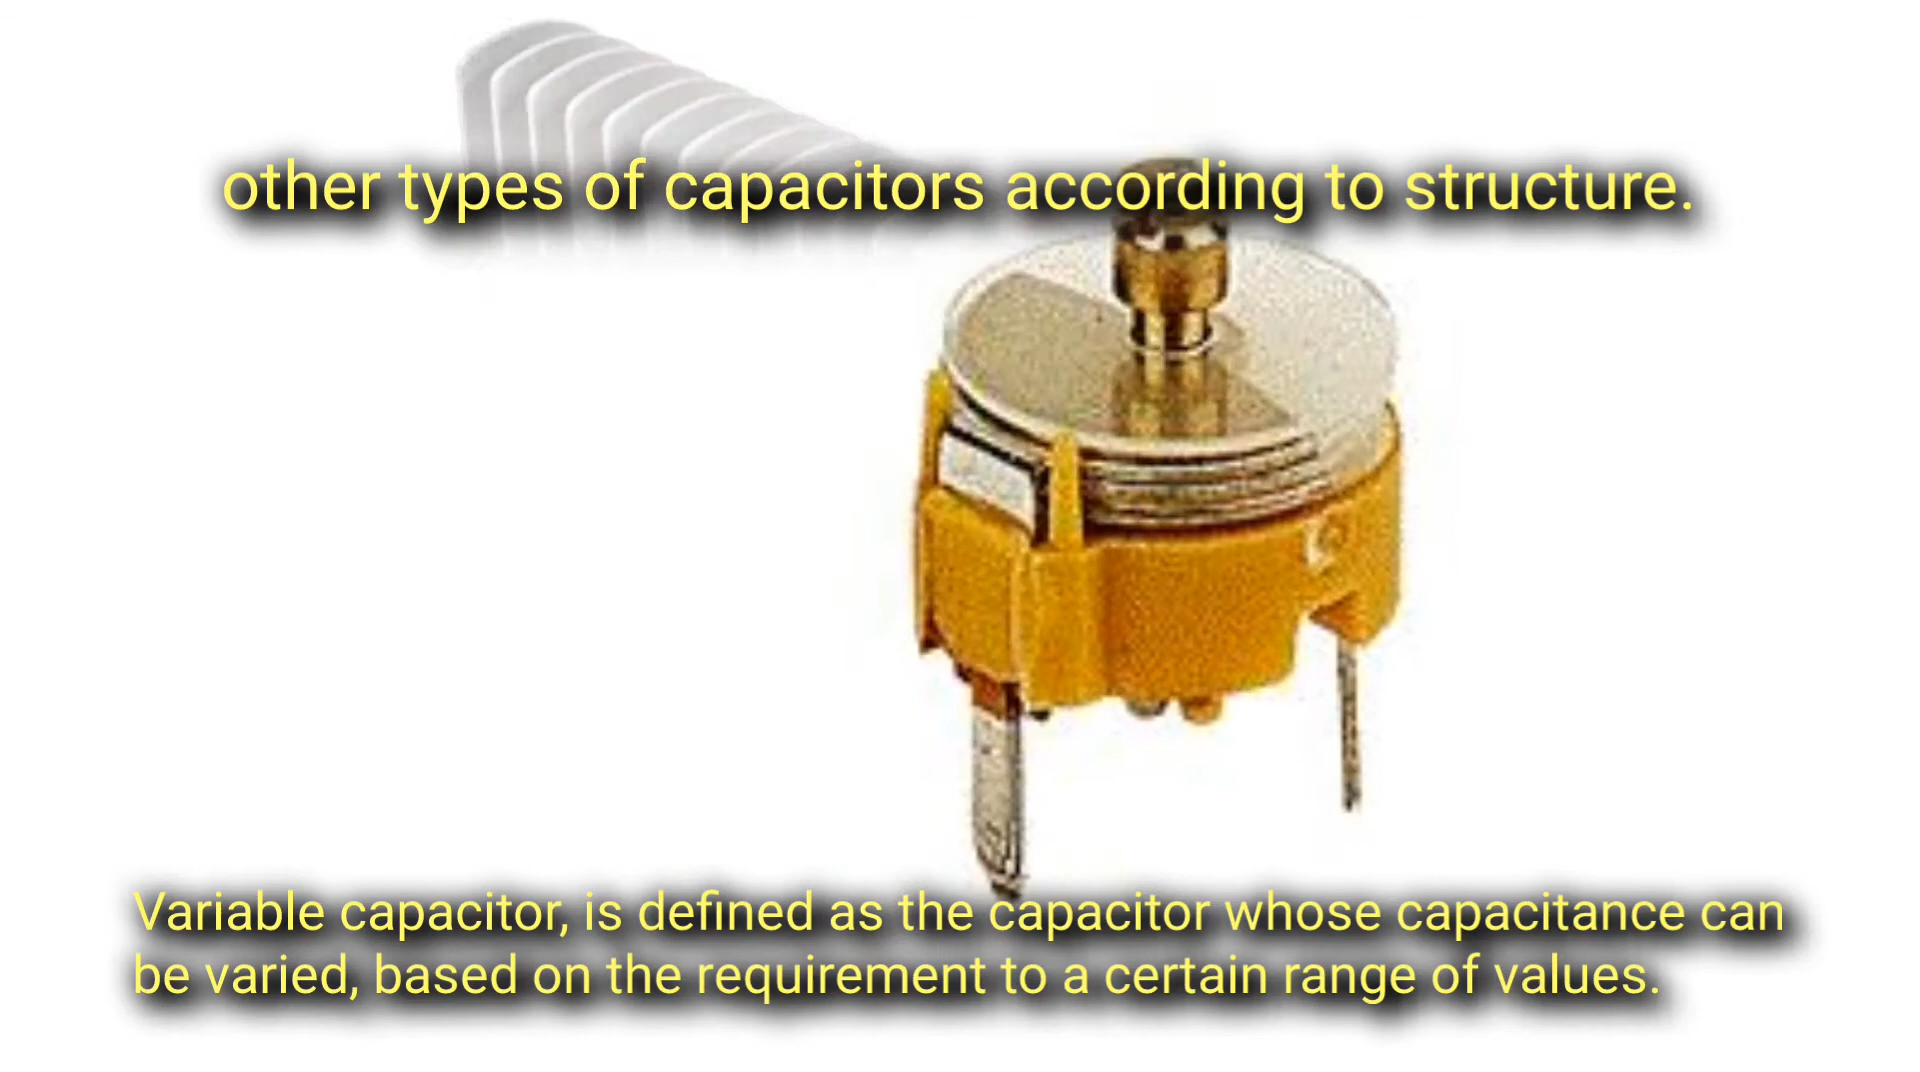 other types of capacitors according to structure.
Variable capacitor, is defined as the capacitor whose capacitance can
be varied, based on the requirement to a certain range of values.